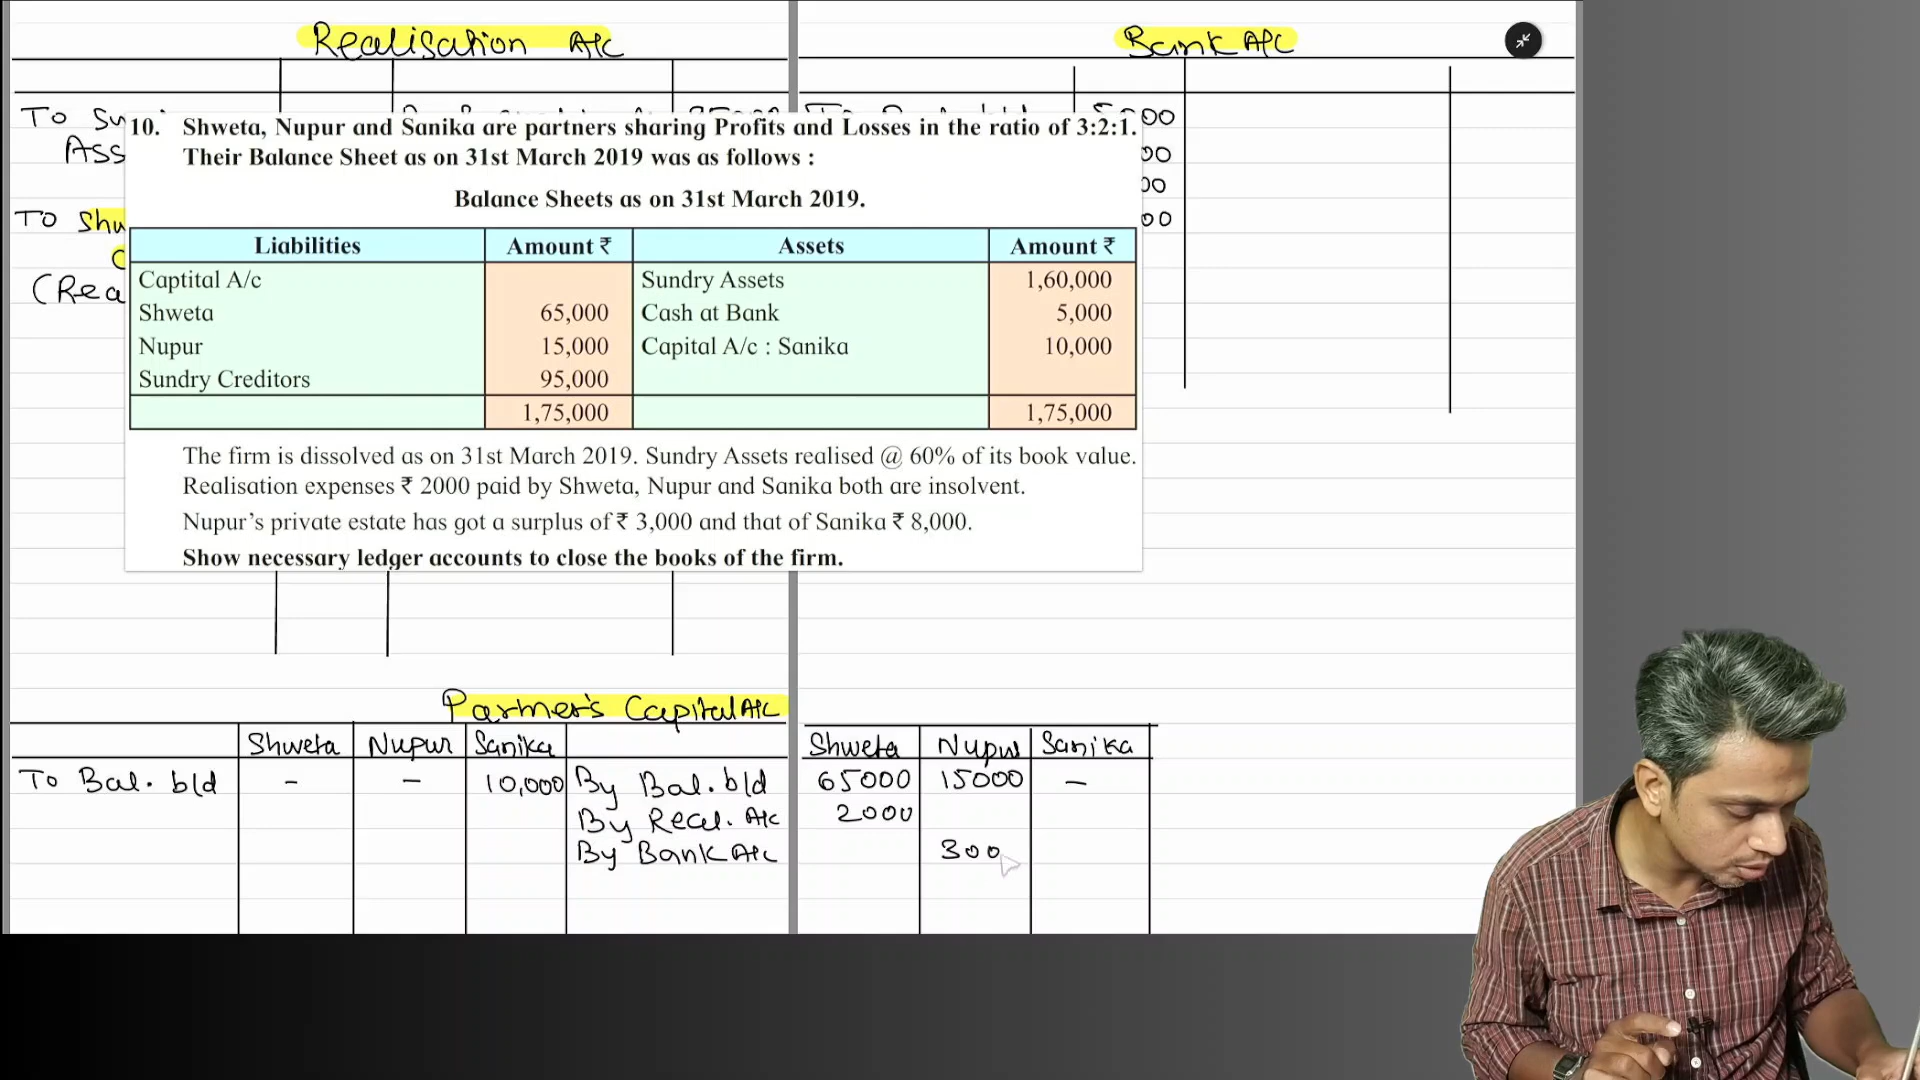 Realisation A/c
Bank A/c
To
Ass
To Shw
(Rea
00
00
00
00
10. Shweta, Nupur and Sanika are partners sharing Profits and Losses in the ratio of 3:2:1.
Their Balance Sheet as on 31st March 2019 was as follows :
Balance Sheets as on 31st March 2019.
Liabilities Amount ₹ Assets Amount ₹
Captital A/c Sundry Assets 1,60,000
Shweta 65,000 Cash at Bank 5,000
Nupur 15,000 Capital A/c : Sanika 10,000
Sundry Creditors 95,000
1,75,000 1,75,000
The firm is dissolved as on 31st March 2019. Sundry Assets realised @ 60% of its book value.
Realisation expenses ₹ 2000 paid by Shweta, Nupur and Sanika both are insolvent.
Nupur’s private estate has got a surplus of ₹ 3,000 and that of Sanika ₹ 8,000.
Show necessary ledger accounts to close the books of the firm.
Partner's Capital A/c
Shweta Nupur Sanika Shweta Nupur Sanika
To Bal. b/d - - 10,000 By Bal. b/d 65000 15000 -
By Real. A/c 2000
By Bank A/c 300